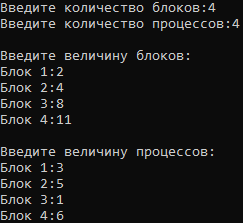 Введите количество блоков:4
Введите количество процессов:4
Введите величину блоков:
Блок 1:2
Блок 2:4
Блок 3:8
Блок 4:11
Введите величину процессов:
Блок 1:3
Блок 2:5
Блок 3:1
Блок 4:6